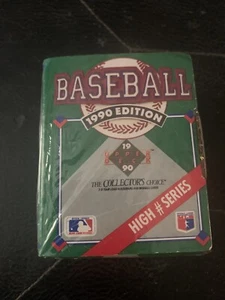 BASEBALL
1990 EDITION
19
90
THE COLLECTOR'S CHOICE
HIGH # SERIES